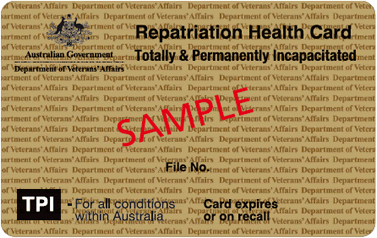 Repatriation Health Card
Australian Government
Totally & Permanently Incapacitated
Department of Veterans' Affairs
SAMPLE
File No.
TPI
- For all conditions
within Australia
Card expires
or on recall